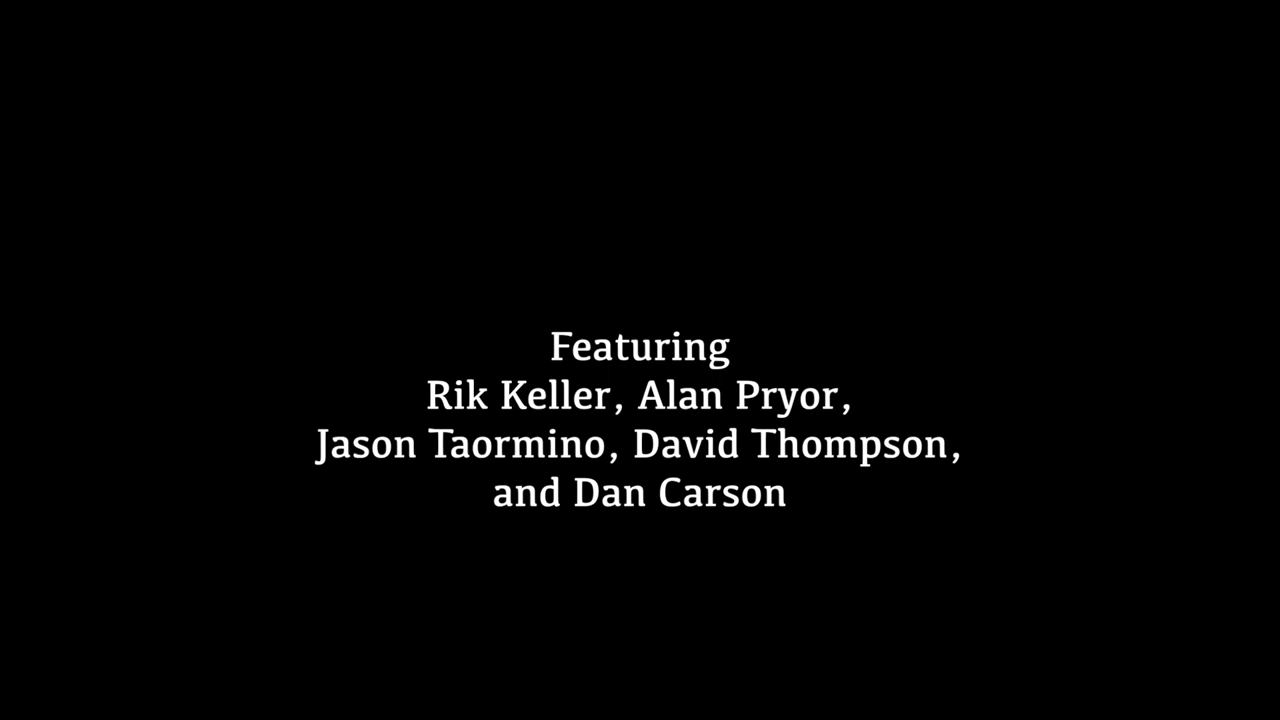 Featuring
Rik Keller, Alan Pryor,
Jason Taormino, David Thompson,
and Dan Carson